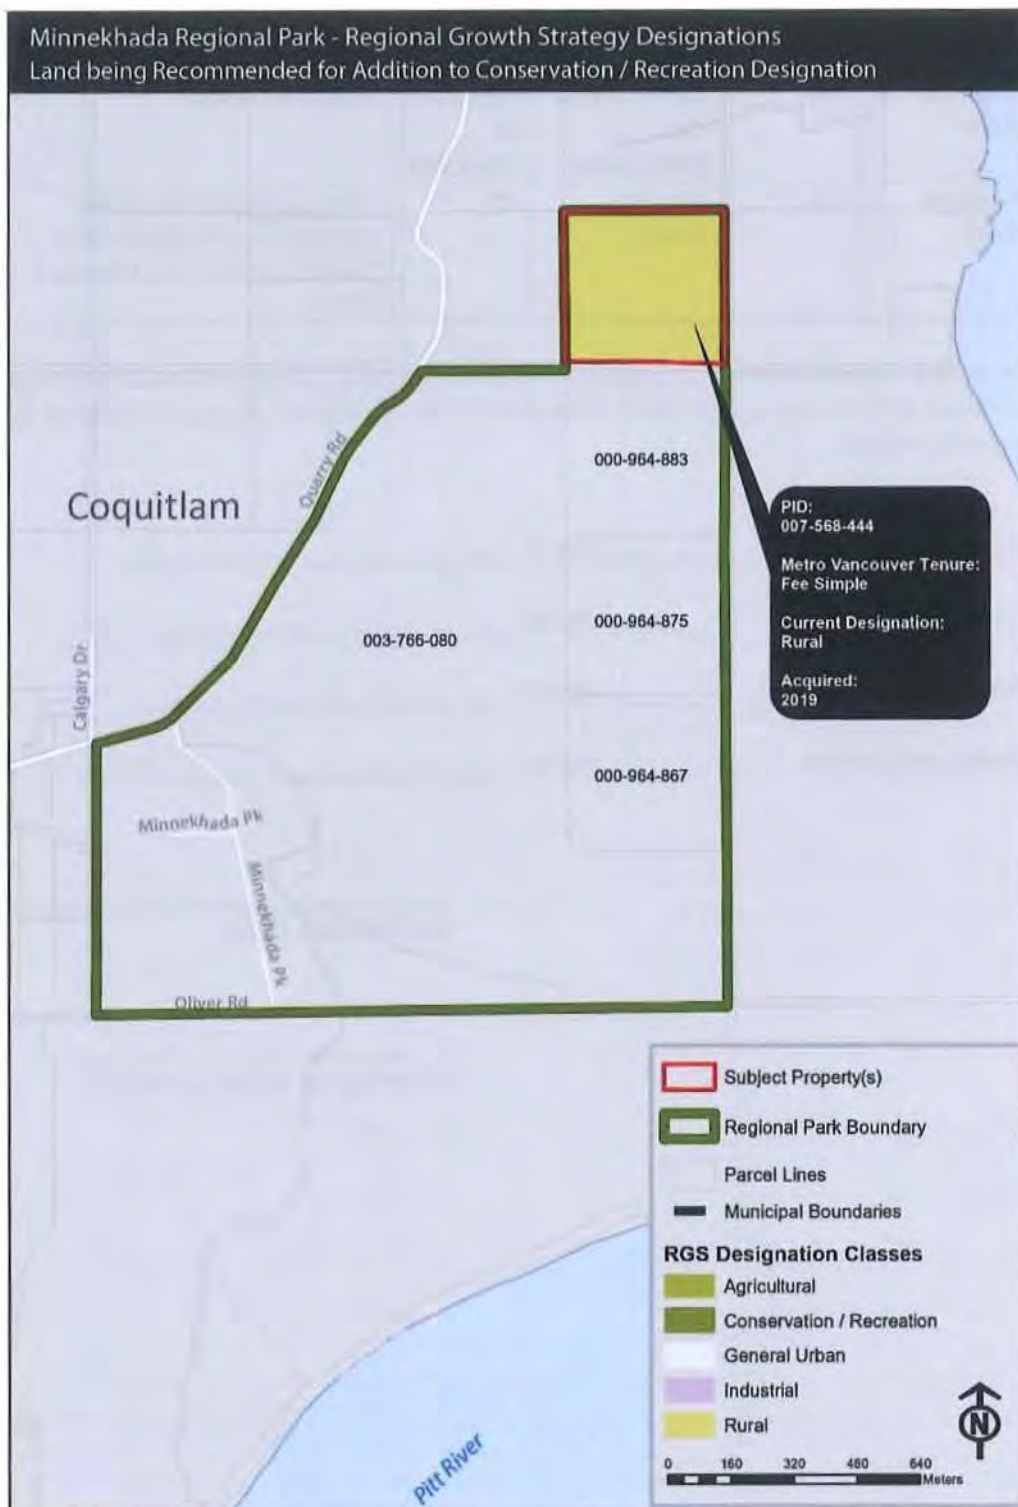 Minnekhada Regional Park - Regional Growth Strategy Designations
Land being Recommended for Addition to Conservation / Recreation Designation
Quarry Rd
000-964-883
Coquitlam
PID:
007-568-444
Metro Vancouver Tenure:
Fee Simple
Current Designation:
Rural
Acquired:
2019
000-964-875
003-766-080
Calgary Dr
000-964-867
Minnekhada Pk
Minnekhada Pk
Oliver Rd
Subject Property(s)
Regional Park Boundary
Parcel Lines
Municipal Boundaries
RGS Designation Classes
Agricultural
Conservation / Recreation
General Urban
Industrial
Rural
N
0 160 320 480 640
Meters
Pitt River